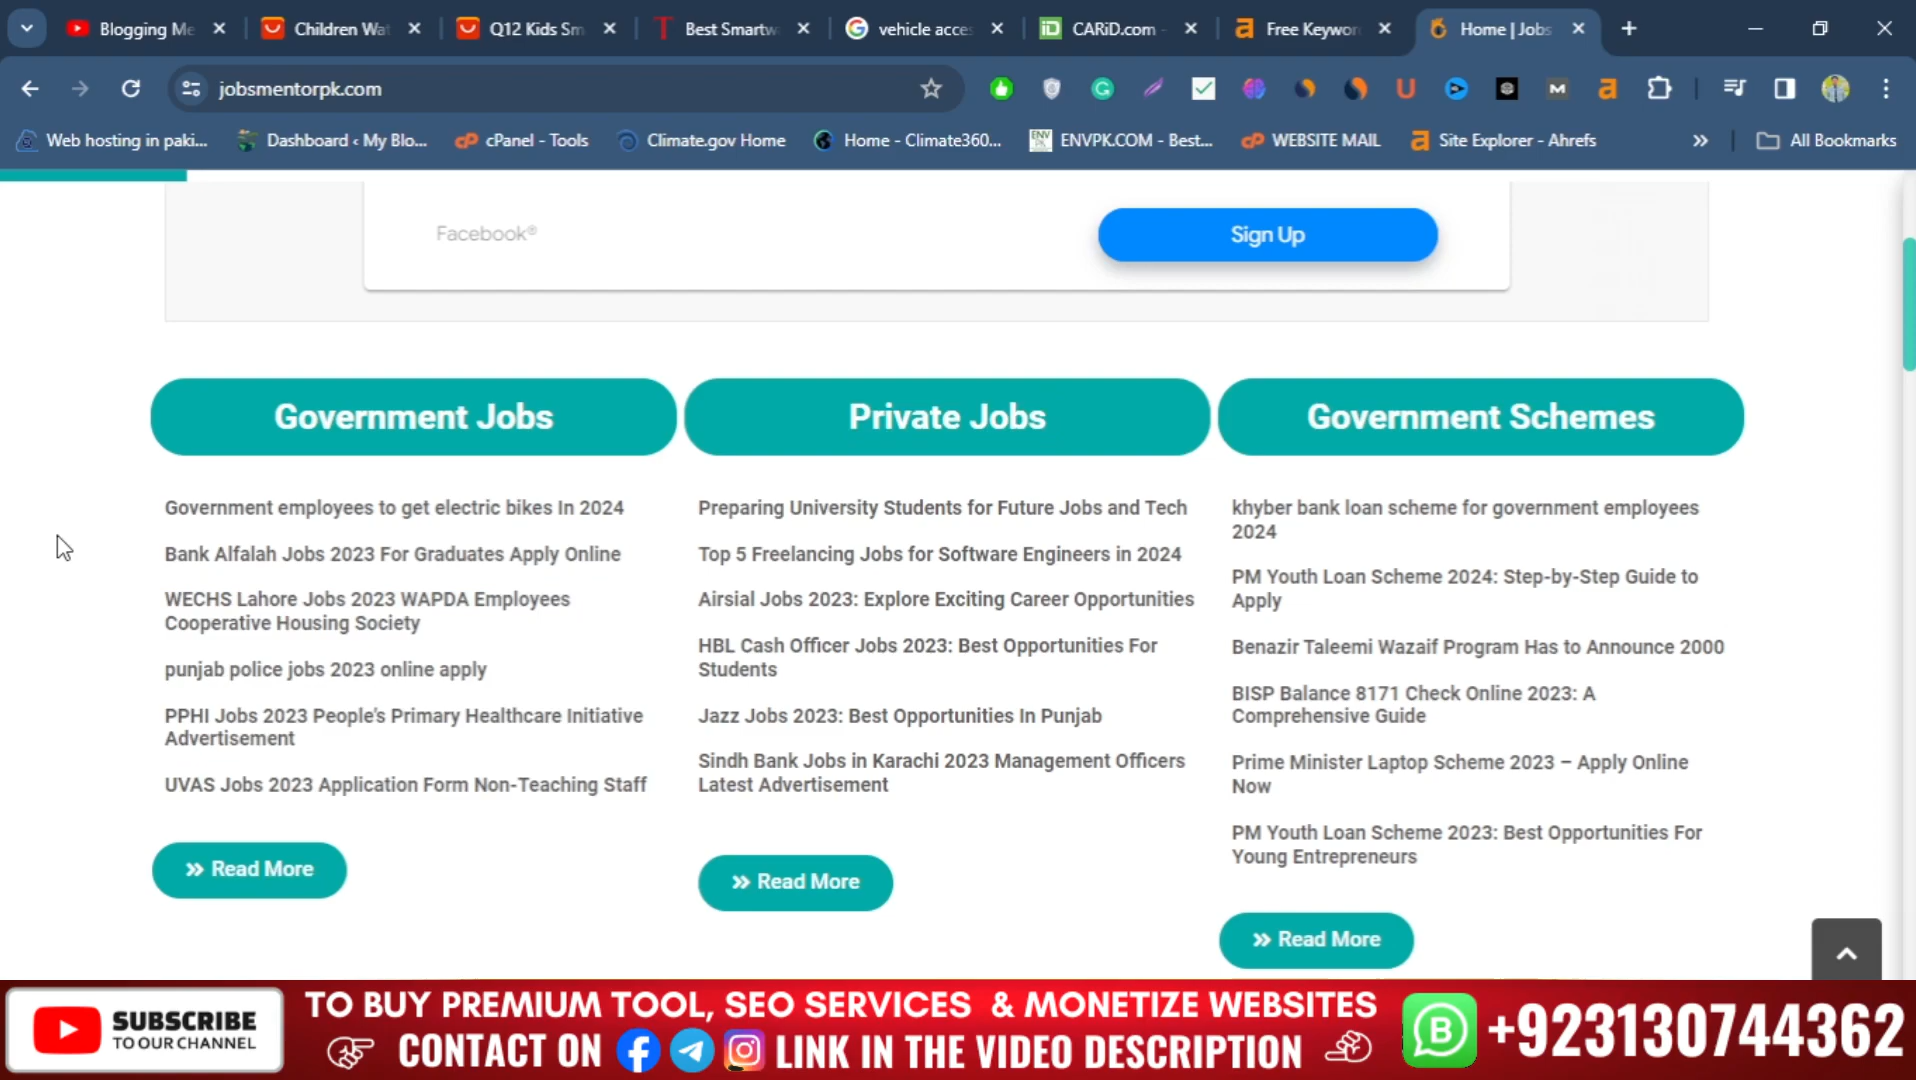 Blogging Me
Children Wat
Q12 Kids Sm
Best Smartw
vehicle acces
CARiD.com -
Free Keywor
Home | Jobs
jobsmentorpk.com
Web hosting in paki...
Dashboard ‹ My Blo...
cPanel - Tools
Climate.gov Home
Home - Climate360...
ENVPK.COM - Best...
WEBSITE MAIL
Site Explorer - Ahrefs
All Bookmarks
Facebook®
Sign Up
Government Jobs
Government employees to get electric bikes In 2024
Bank Alfalah Jobs 2023 For Graduates Apply Online
WECHS Lahore Jobs 2023 WAPDA Employees
Cooperative Housing Society
punjab police jobs 2023 online apply
PPHI Jobs 2023 People's Primary Healthcare Initiative
Advertisement
UVAS Jobs 2023 Application Form Non-Teaching Staff
» Read More
Private Jobs
Preparing University Students for Future Jobs and Tech
Top 5 Freelancing Jobs for Software Engineers in 2024
Airsial Jobs 2023: Explore Exciting Career Opportunities
HBL Cash Officer Jobs 2023: Best Opportunities For
Students
Jazz Jobs 2023: Best Opportunities In Punjab
Sindh Bank Jobs in Karachi 2023 Management Officers
Latest Advertisement
» Read More
Government Schemes
khyber bank loan scheme for government employees
2024
PM Youth Loan Scheme 2024: Step-by-Step Guide to
Apply
Benazir Taleemi Wazaif Program Has to Announce 2000
BISP Balance 8171 Check Online 2023: A
Comprehensive Guide
Prime Minister Laptop Scheme 2023 – Apply Online
Now
PM Youth Loan Scheme 2023: Best Opportunities For
Young Entrepreneurs
» Read More
SUBSCRIBE
TO OUR CHANNEL
TO BUY PREMIUM TOOL, SEO SERVICES & MONETIZE WEBSITES
CONTACT ON LINK IN THE VIDEO DESCRIPTION
+923130744362